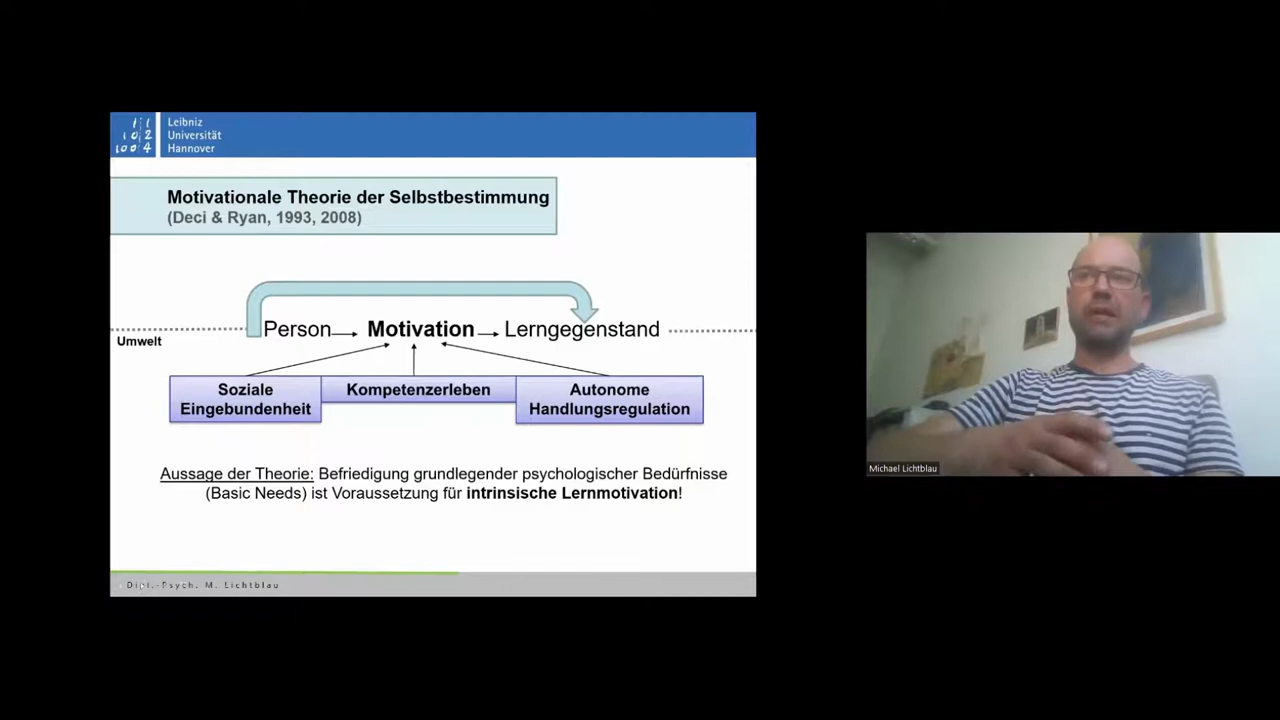 Leibniz
Universität
Hannover
Motivationale Theorie der Selbstbestimmung
(Deci & Ryan, 1993, 2008)
Person Motivation Lerngegenstand
Umwelt
Soziale
Eingebundenheit
Kompetenzerleben
Autonome
Handlungsregulation
Aussage der Theorie: Befriedigung grundlegender psychologischer Bedürfnisse
(Basic Needs) ist Voraussetzung für intrinsische Lernmotivation!
Dipl.-Psych. M. Lichtblau
Michael Lichtblau